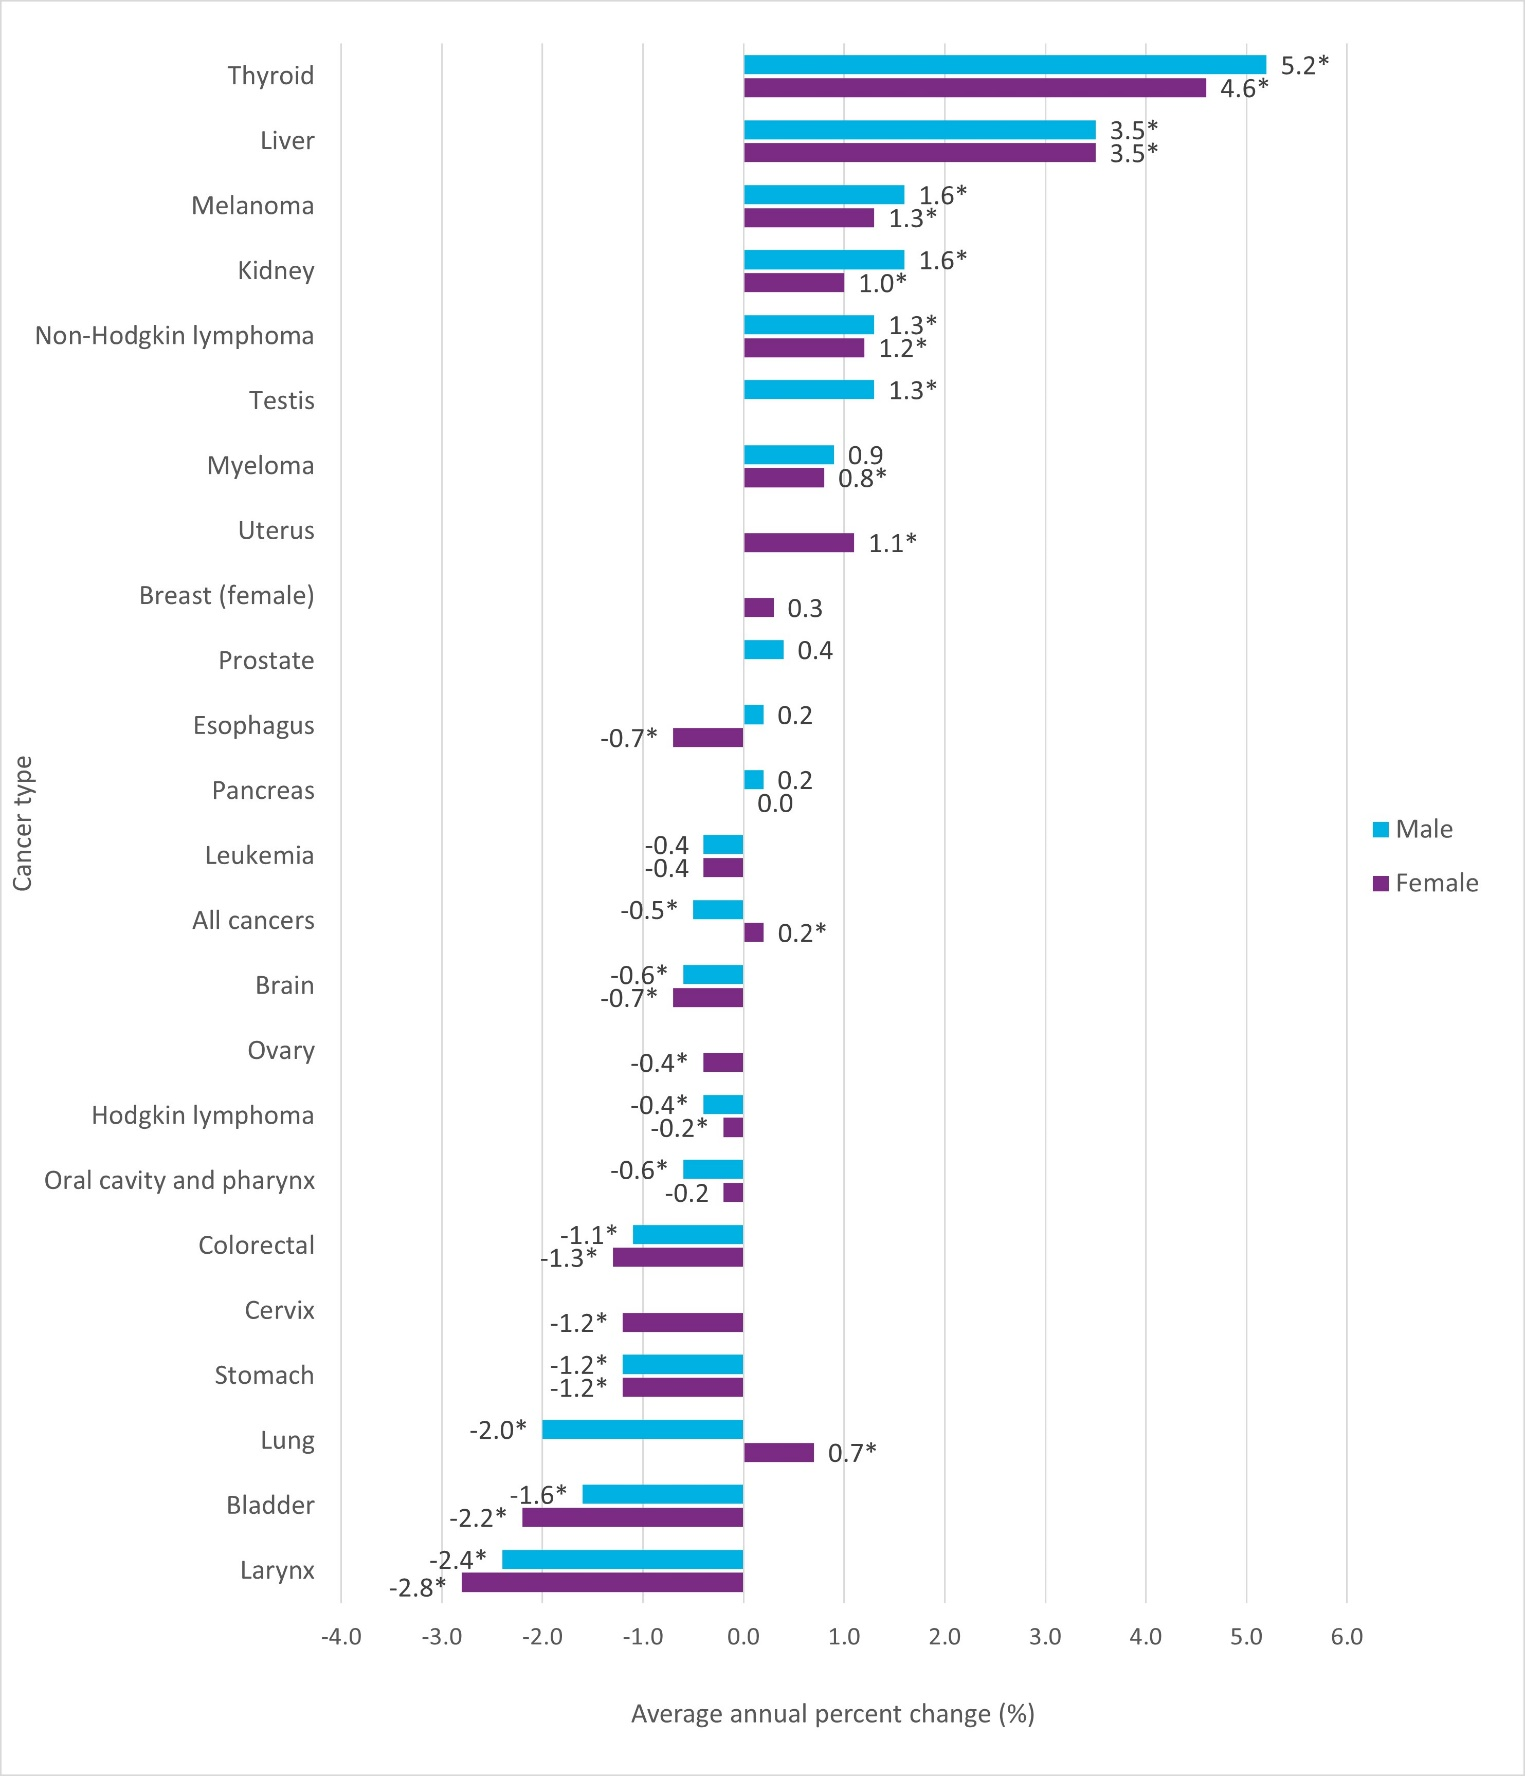 Thyroid
5.2*
4.6*
Liver
3.5*
3.5*
Melanoma
1.6*
1.3*
Kidney
1.6*
1.0*
Non-Hodgkin lymphoma
1.3*
1.2*
Testis
1.3*
Myeloma
0.9
0.8*
Uterus
1.1*
Breast (female)
0.3
Prostate
0.4
Esophagus
0.2
-0.7*
Pancreas
0.2
0.0
Leukemia
-0.4
-0.4
All cancers
-0.5*
0.2*
Brain
-0.6*
-0.7*
Ovary
-0.4*
Hodgkin lymphoma
-0.4*
-0.2*
Oral cavity and pharynx
-0.6*
-0.2
Colorectal
-1.1*
-1.3*
Cervix
-1.2*
Stomach
-1.2*
-1.2*
Lung
-2.0*
0.7*
Bladder
-1.6*
-2.2*
Larynx
-2.4*
-2.8*
Cancer type
Male
Female
-4.0 -3.0 -2.0 -1.0 0.0 1.0 2.0 3.0 4.0 5.0 6.0
Average annual percent change (%)